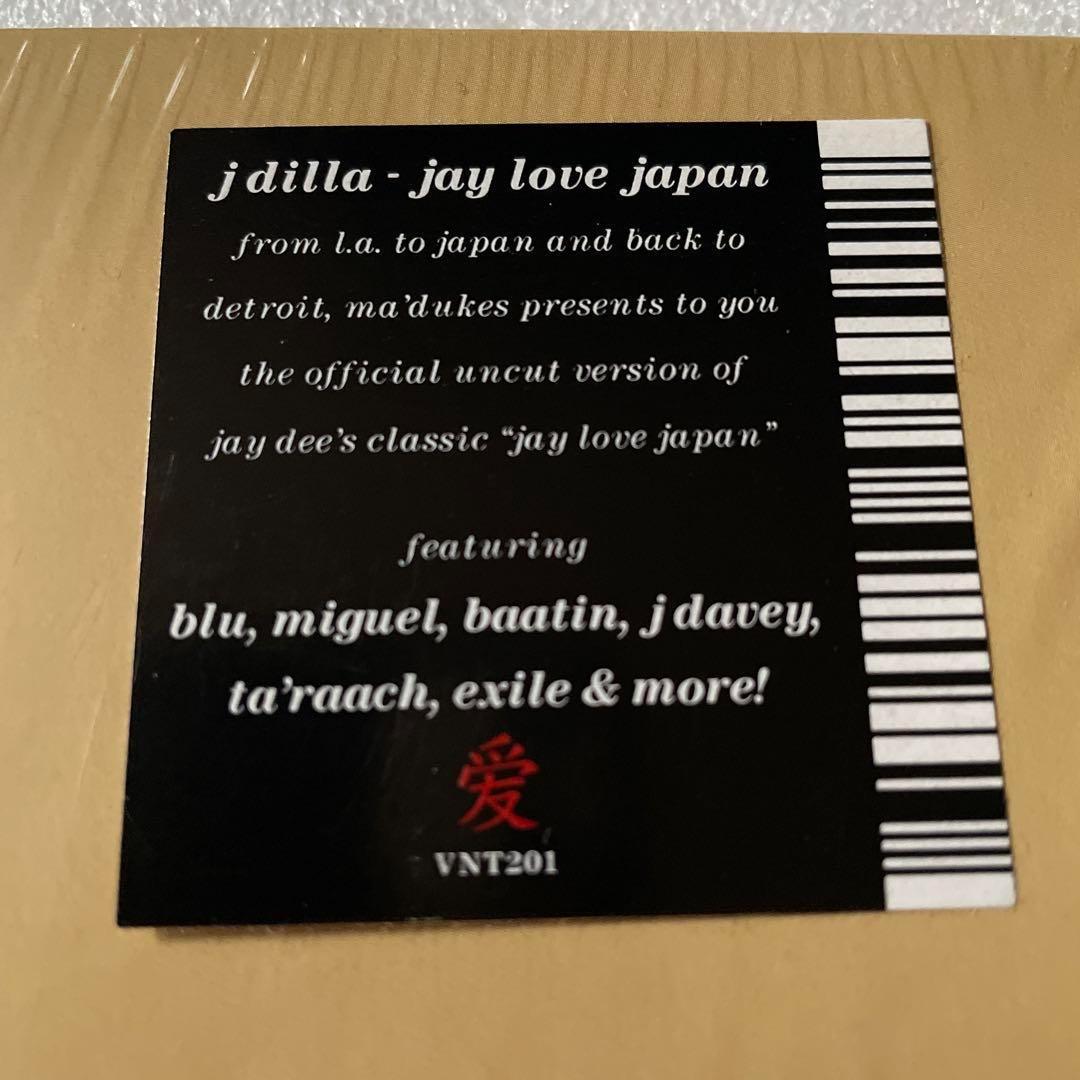 j dilla - jay love japan
from l.a. to japan and back to
detroit, ma'dukes presents to you
the official uncut version of
jay dee's classic “jay love japan”
featuring
blu, miguel, baatin, j davey,
ta'raach, exile & more!
爱
VNT201